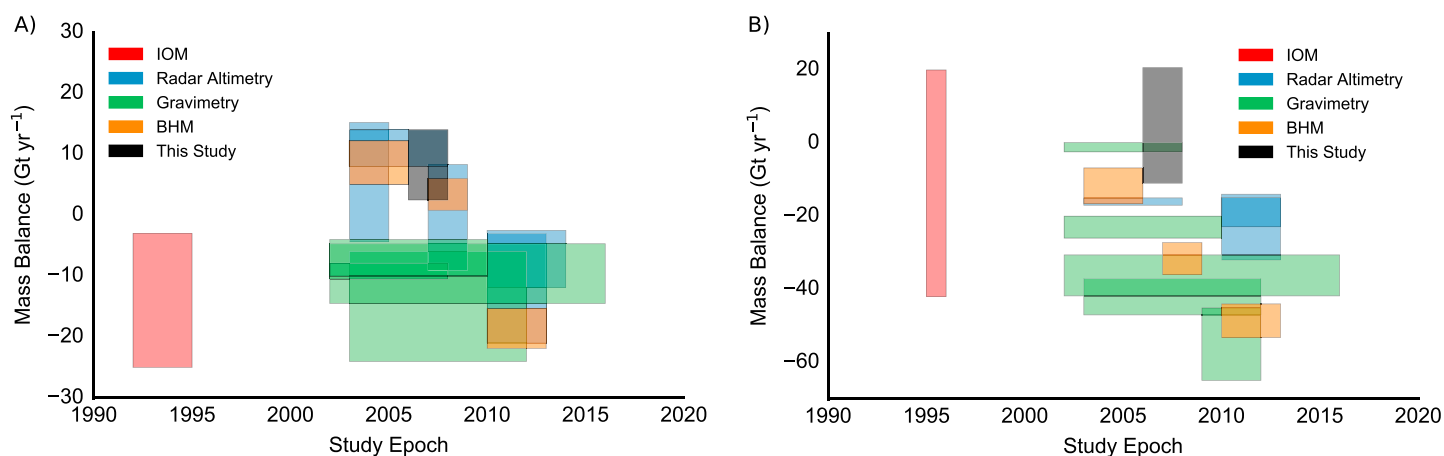 A)
Mass Balance (Gt yr⁻¹)
30
20
10
0
−10
−20
−30
IOM
Radar Altimetry
Gravimetry
BHM
This Study
1990 1995 2000 2005 2010 2015 2020
Study Epoch
B)
Mass Balance (Gt yr⁻¹)
20
0
−20
−40
−60
IOM
Radar Altimetry
Gravimetry
BHM
This Study
1990 1995 2000 2005 2010 2015 2020
Study Epoch